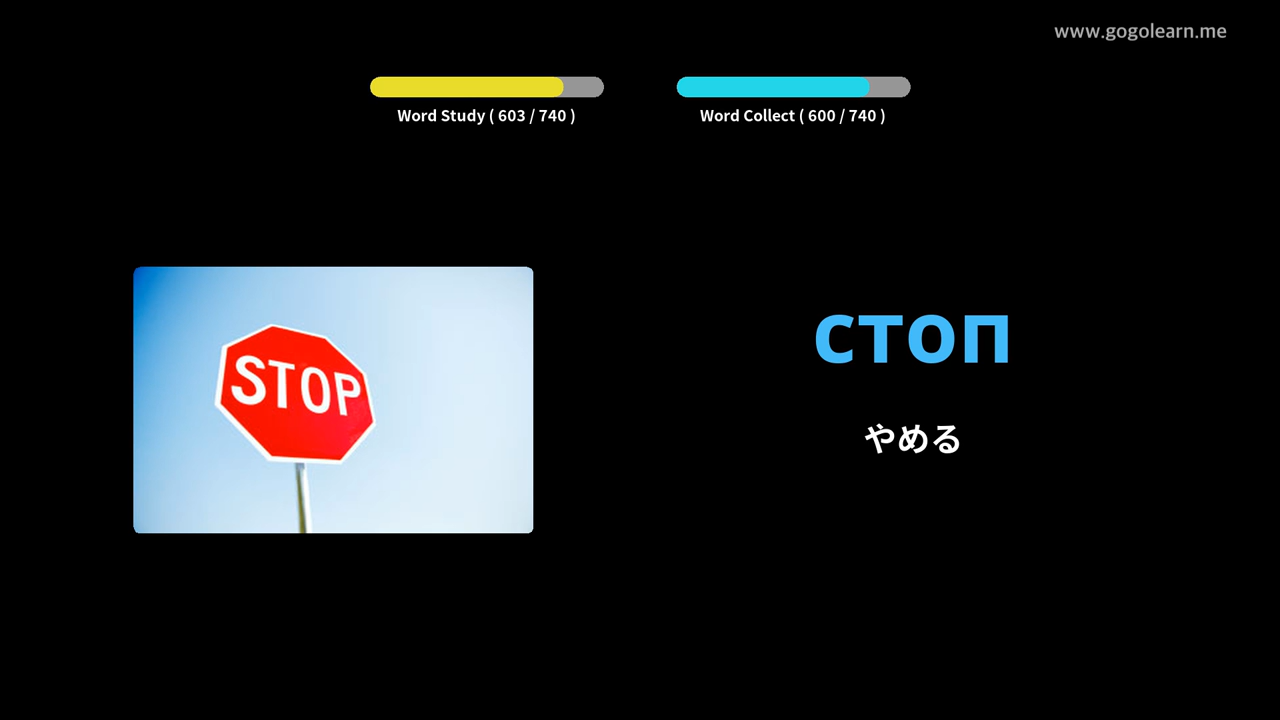 www.gogolearn.me
Word Study ( 603 / 740 )
Word Collect ( 600 / 740 )
STOP
стоп
やめる